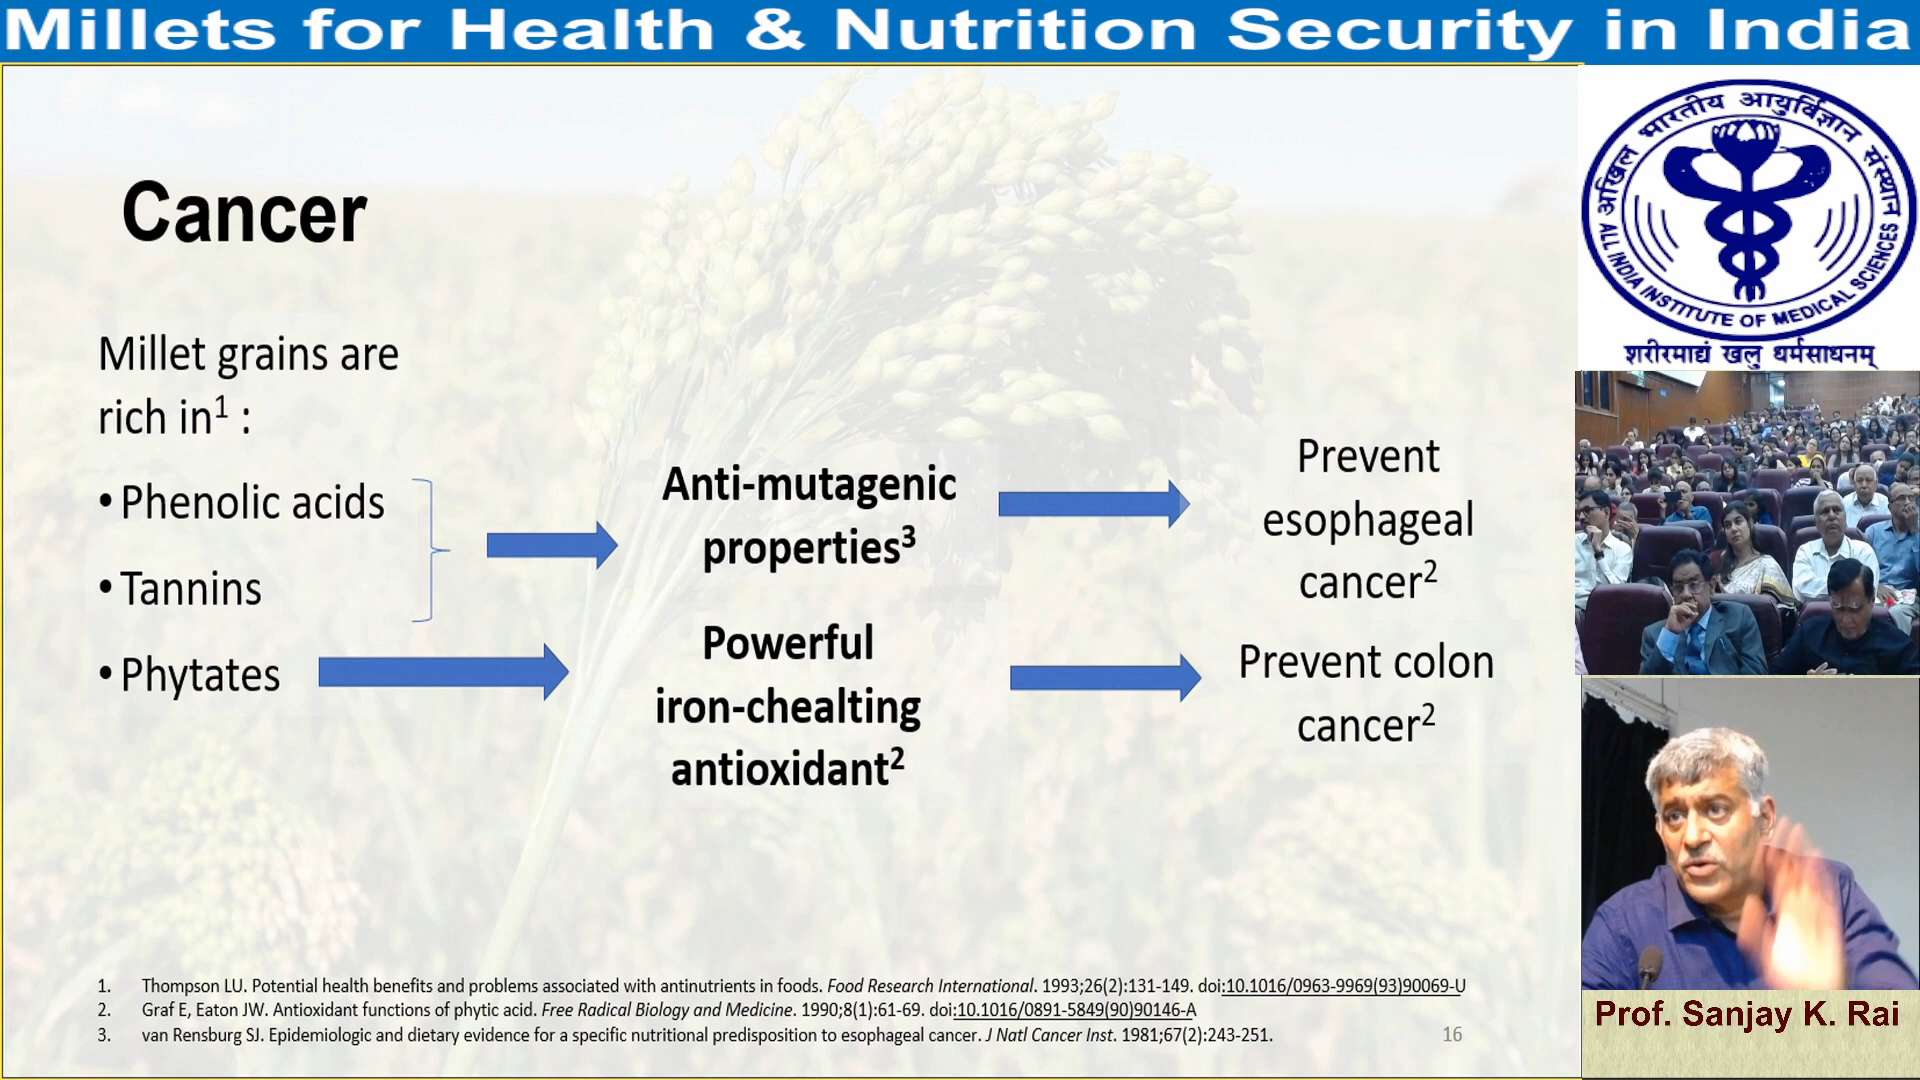 Millets for Health & Nutrition Security in India
Cancer
Millet grains are
rich in1 :
• Phenolic acids
• Tannins
• Phytates
Anti-mutagenic
properties3
Powerful
iron-chealting
antioxidant2
Prevent
esophageal
cancer2
Prevent colon
cancer2
1. Thompson LU. Potential health benefits and problems associated with antinutrients in foods. Food Research International. 1993;26(2):131-149. doi:10.1016/0963-9969(93)90069-U
2. Graf E, Eaton JW. Antioxidant functions of phytic acid. Free Radical Biology and Medicine. 1990;8(1):61-69. doi:10.1016/0891-5849(90)90146-A
3. van Rensburg SJ. Epidemiologic and dietary evidence for a specific nutritional predisposition to esophageal cancer. J Natl Cancer Inst. 1981;67(2):243-251.
16
अखिल भारतीय आयुर्विज्ञान संस्थान
ALL INDIA INSTITUTE OF MEDICAL SCIENCES
शरीरमाद्यं खलु धर्मसाधनम्
Prof. Sanjay K. Rai